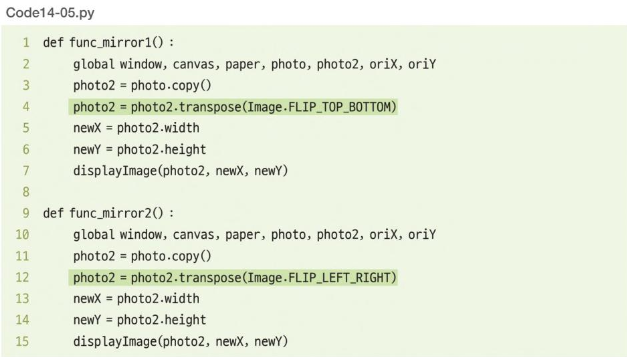 Code14-05.py
1 def func_mirror1() :
2 global window, canvas, paper, photo, photo2, oriX, oriY
3 photo2 = photo.copy()
4 photo2 = photo2.transpose(Image.FLIP_TOP_BOTTOM)
5 newX = photo2.width
6 newY = photo2.height
7 displayImage(photo2, newX, newY)
8
9 def func_mirror2() :
10 global window, canvas, paper, photo, photo2, oriX, oriY
11 photo2 = photo.copy()
12 photo2 = photo2.transpose(Image.FLIP_LEFT_RIGHT)
13 newX = photo2.width
14 newY = photo2.height
15 displayImage(photo2, newX, newY)